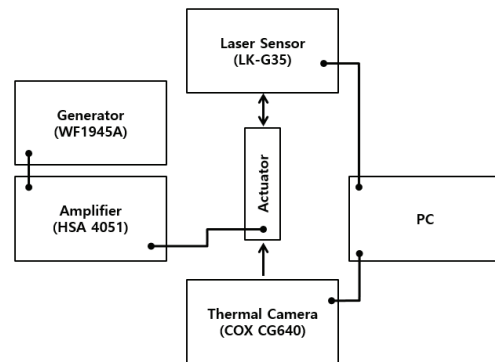 Laser Sensor
(LK-G35)
Generator
(WF1945A)
Actuator
Amplifier
(HSA 4051)
PC
Thermal Camera
(COX CG640)